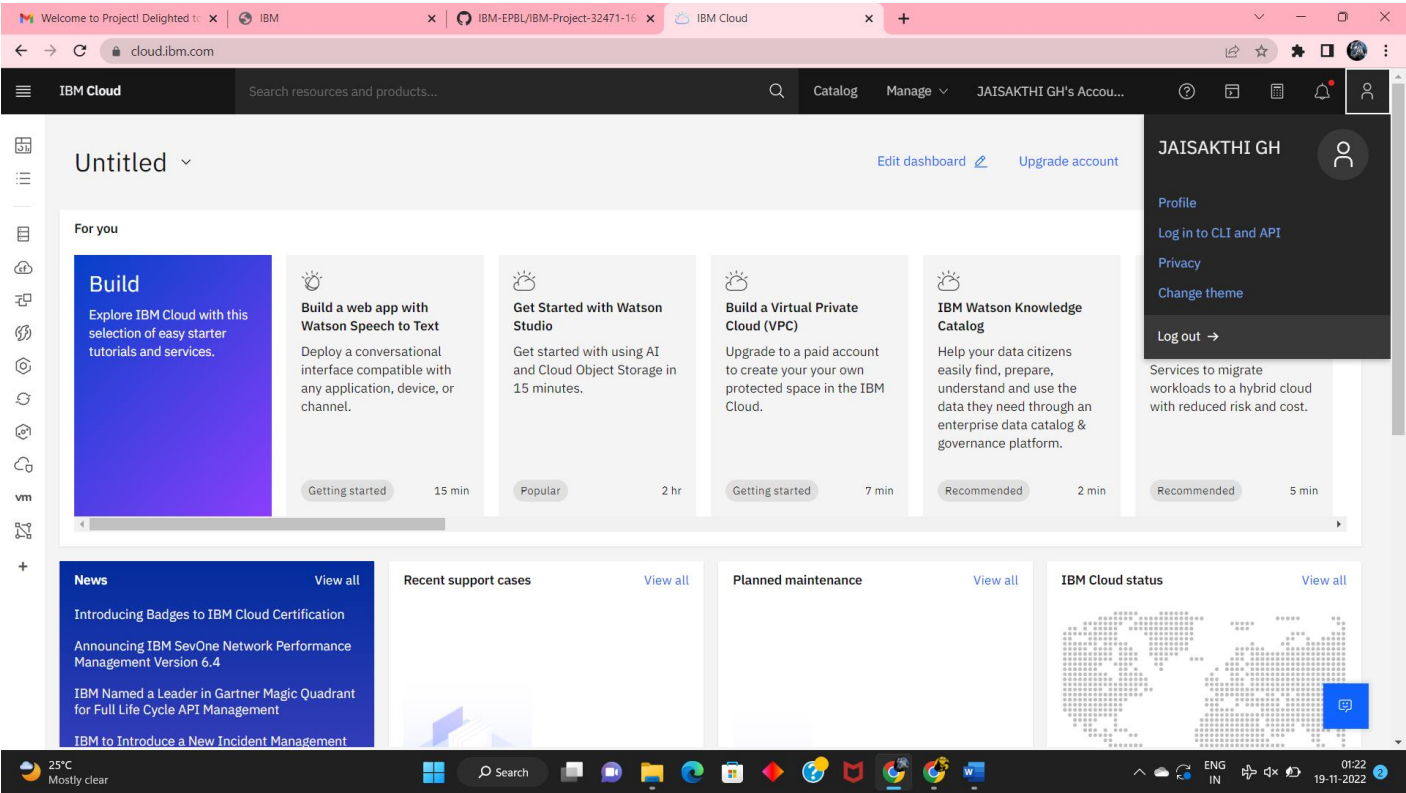 Welcome to Project! Delighted to
IBM
IBM-EPBL/IBM-Project-32471-16
IBM Cloud
cloud.ibm.com
IBM Cloud
Search resources and products...
Catalog
Manage
JAISAKTHI GH's Accou...
Untitled
Edit dashboard
Upgrade account
JAISAKTHI GH
Profile
Log in to CLI and API
Privacy
Change theme
Log out →
For you
Build
Explore IBM Cloud with this
selection of easy starter
tutorials and services.
Build a web app with
Watson Speech to Text
Deploy a conversational
interface compatible with
any application, device, or
channel.
Getting started 15 min
Get Started with Watson
Studio
Get started with using AI
and Cloud Object Storage in
15 minutes.
Popular 2 hr
Build a Virtual Private
Cloud (VPC)
Upgrade to a paid account
to create your your own
protected space in the IBM
Cloud.
Getting started 7 min
IBM Watson Knowledge
Catalog
Help your data citizens
easily find, prepare,
understand and use the
data they need through an
enterprise data catalog &
governance platform.
Recommended 2 min
Services to migrate
workloads to a hybrid cloud
with reduced risk and cost.
Recommended 5 min
vm
News View all
Introducing Badges to IBM Cloud Certification
Announcing IBM SevOne Network Performance
Management Version 6.4
IBM Named a Leader in Gartner Magic Quadrant
for Full Life Cycle API Management
IBM to Introduce a New Incident Management
Recent support cases View all
Planned maintenance View all
IBM Cloud status View all
25°C
Mostly clear
Search
ENG
IN
01:22
19-11-2022
2